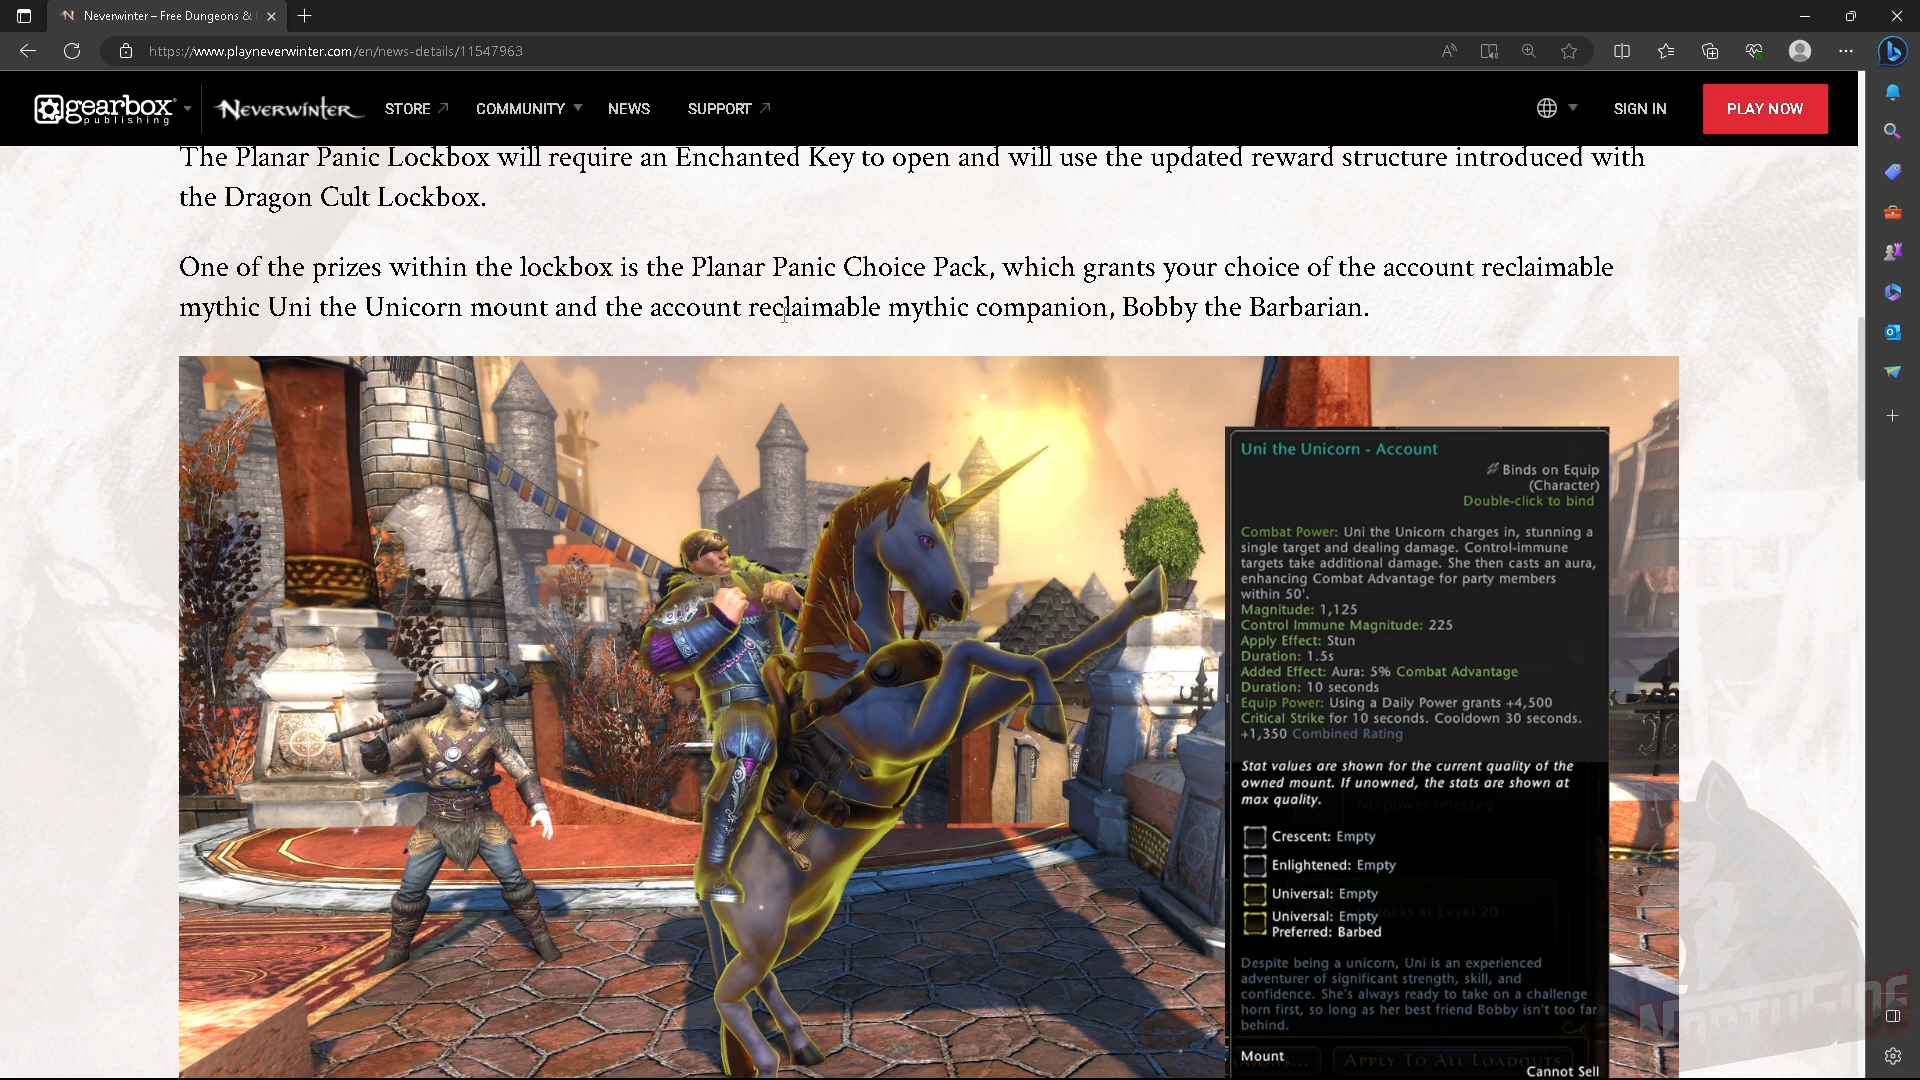 Neverwinter – Free Dungeons &
https://www.playneverwinter.com/en/news-details/11547963
gearbox publishing
NEVERWINTER
STORE
COMMUNITY
NEWS
SUPPORT
SIGN IN
PLAY NOW
The Planar Panic Lockbox will require an Enchanted Key to open and will use the updated reward structure introduced with
the Dragon Cult Lockbox.
One of the prizes within the lockbox is the Planar Panic Choice Pack, which grants your choice of the account reclaimable
mythic Uni the Unicorn mount and the account reclaimable mythic companion, Bobby the Barbarian.
Uni the Unicorn - Account
Binds on Equip
(Character)
Double-click to bind
Combat Power: Uni the Unicorn charges in, stunning a
single target and dealing damage. Control-immune
targets take additional damage. She then casts an aura,
enhancing Combat Advantage for party members
within 50'.
Magnitude: 1,125
Control Immune Magnitude: 225
Apply Effect: Stun
Duration: 1.5s
Added Effect: Aura: 5% Combat Advantage
Duration: 10 seconds
Equip Power: Using a Daily Power grants +4,500
Critical Strike for 10 seconds. Cooldown 30 seconds.
+1,350 Combined Rating
Stat values are shown for the current quality of the
owned mount. If unowned, the stats are shown at
max quality.
No power selected
Crescent: Empty
Enlightened: Empty
Universal: Empty
Universal: Empty
locks at Level 20
Preferred: Barbed
Despite being a unicorn, Uni is an experienced
adventurer of significant strength, skill, and
confidence. She's always ready to take on a challenge
horn first, so long as her best friend Bobby isn't too far
behind.
Mount
APPLY TO ALL LOADOUTS
Cannot Sell
NORTHSIDE